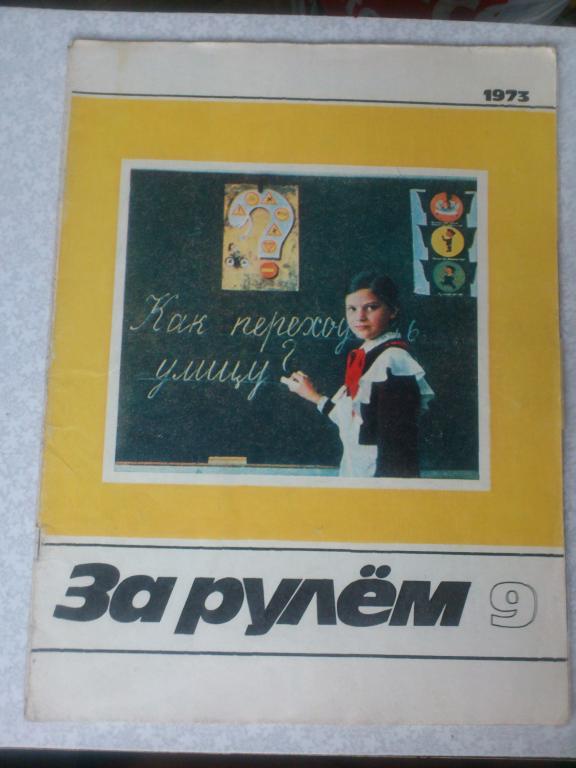 1973
Как переходить
улицу?
За рулём 9